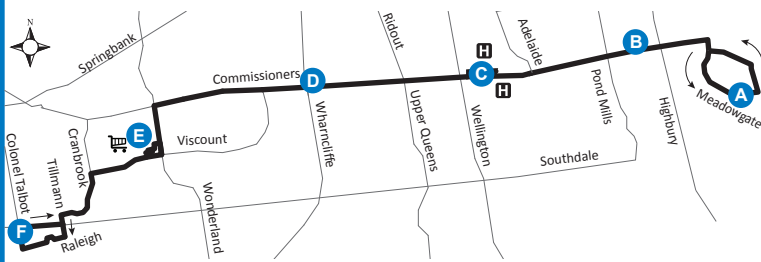 N
Springbank
Ridout
Adelaide
H
B
Commissioners
D
C
H
A
Meadowgate
Pond Mills
Highbury
Wharncliffe
Upper Queens
Wellington
E
Viscount
Cranbrook
Tillmann
Colonel Talbot
Southdale
Wonderland
F
Raleigh